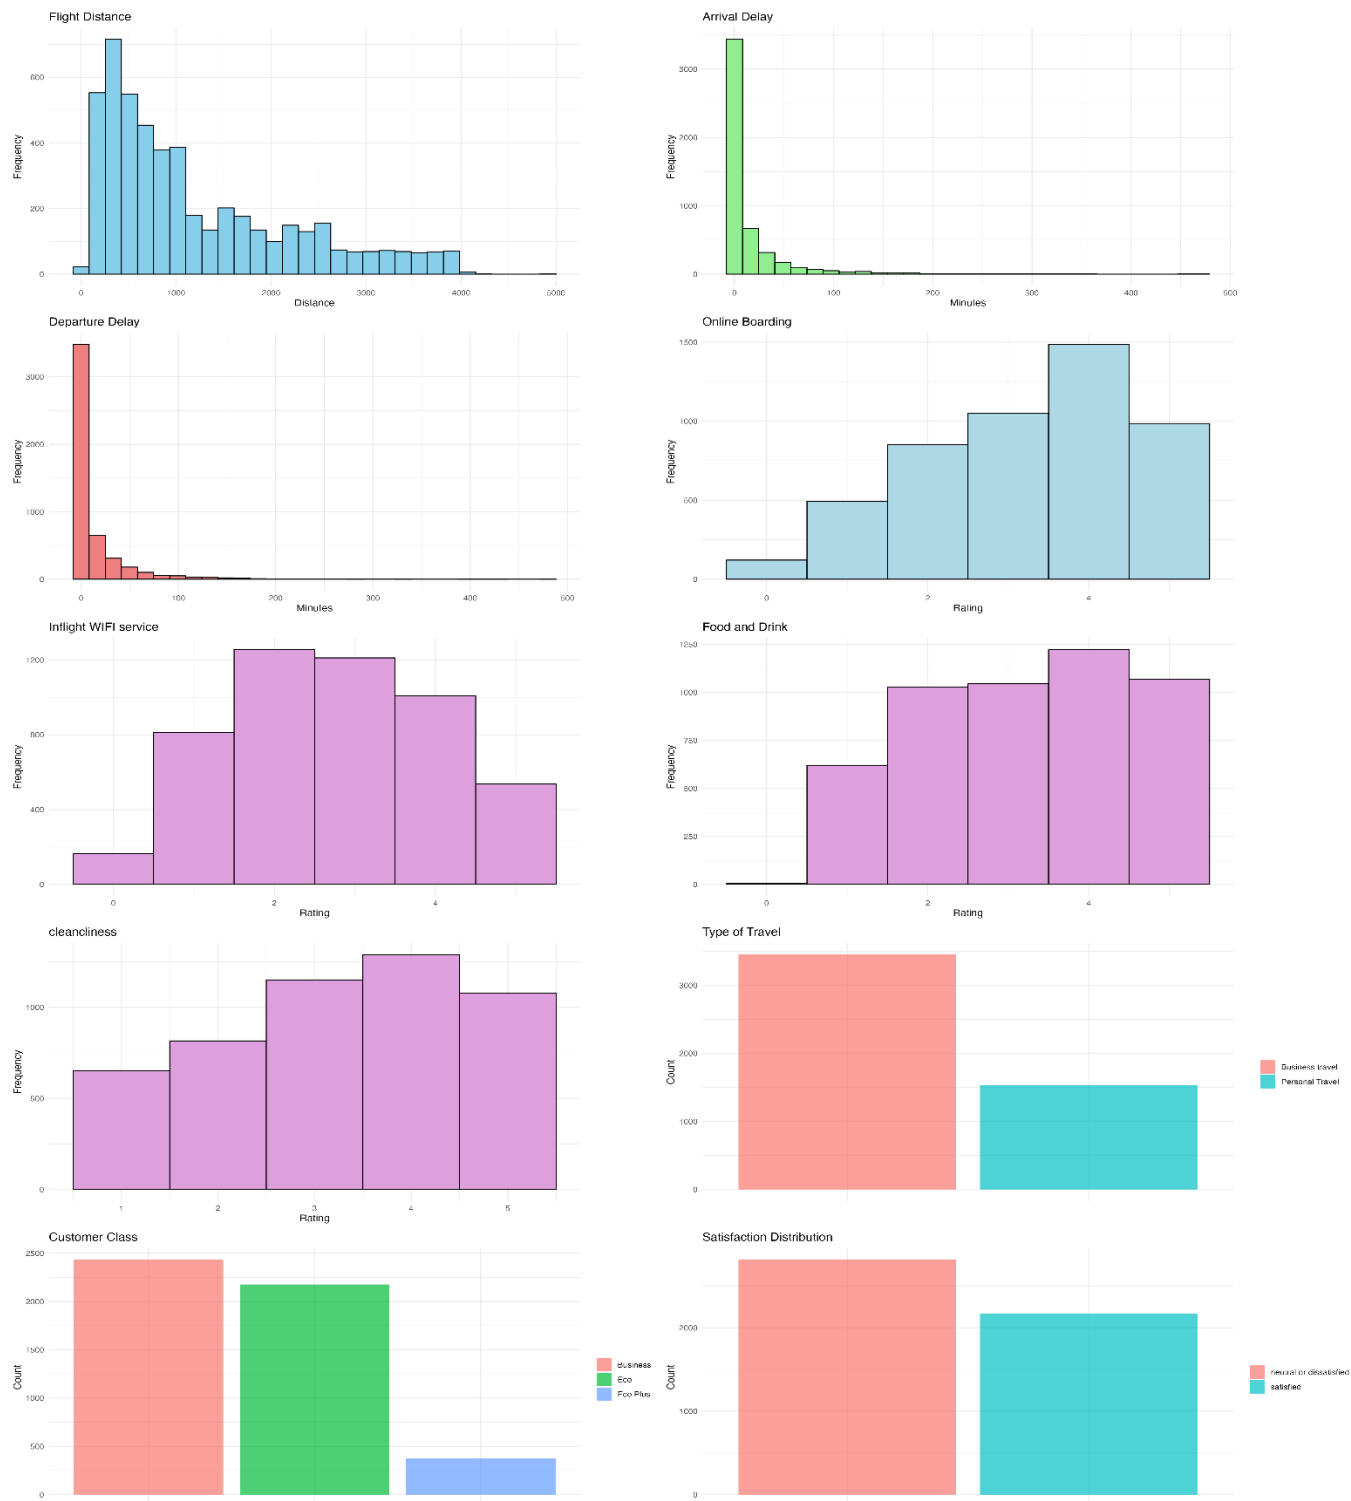 Flight Distance
Frequency
600
400
200
0
0 1000 2000 3000 4000 5000
Distance
Arrival Delay
Frequency
3000
2000
1000
0
0 100 200 300 400 500
Minutes
Departure Delay
Frequency
3000
2000
1000
0
0 100 200 300 400 500
Minutes
Online Boarding
Frequency
1500
1000
500
0
0 2 4
Rating
Inflight WIFI service
Frequency
1200
800
400
0
0 2 4
Rating
Food and Drink
Frequency
1250
1000
750
500
250
0
0 2 4
Rating
cleancliness
Frequency
1000
500
0
1 2 3 4 5
Rating
Type of Travel
Count
3000
2000
1000
0
Business travel
Personal Travel
Customer Class
Count
2500
2000
1500
1000
500
0
Business
Eco
Eco Plus
Satisfaction Distribution
Count
2000
1000
0
neutral or dissatisfied
satisfied